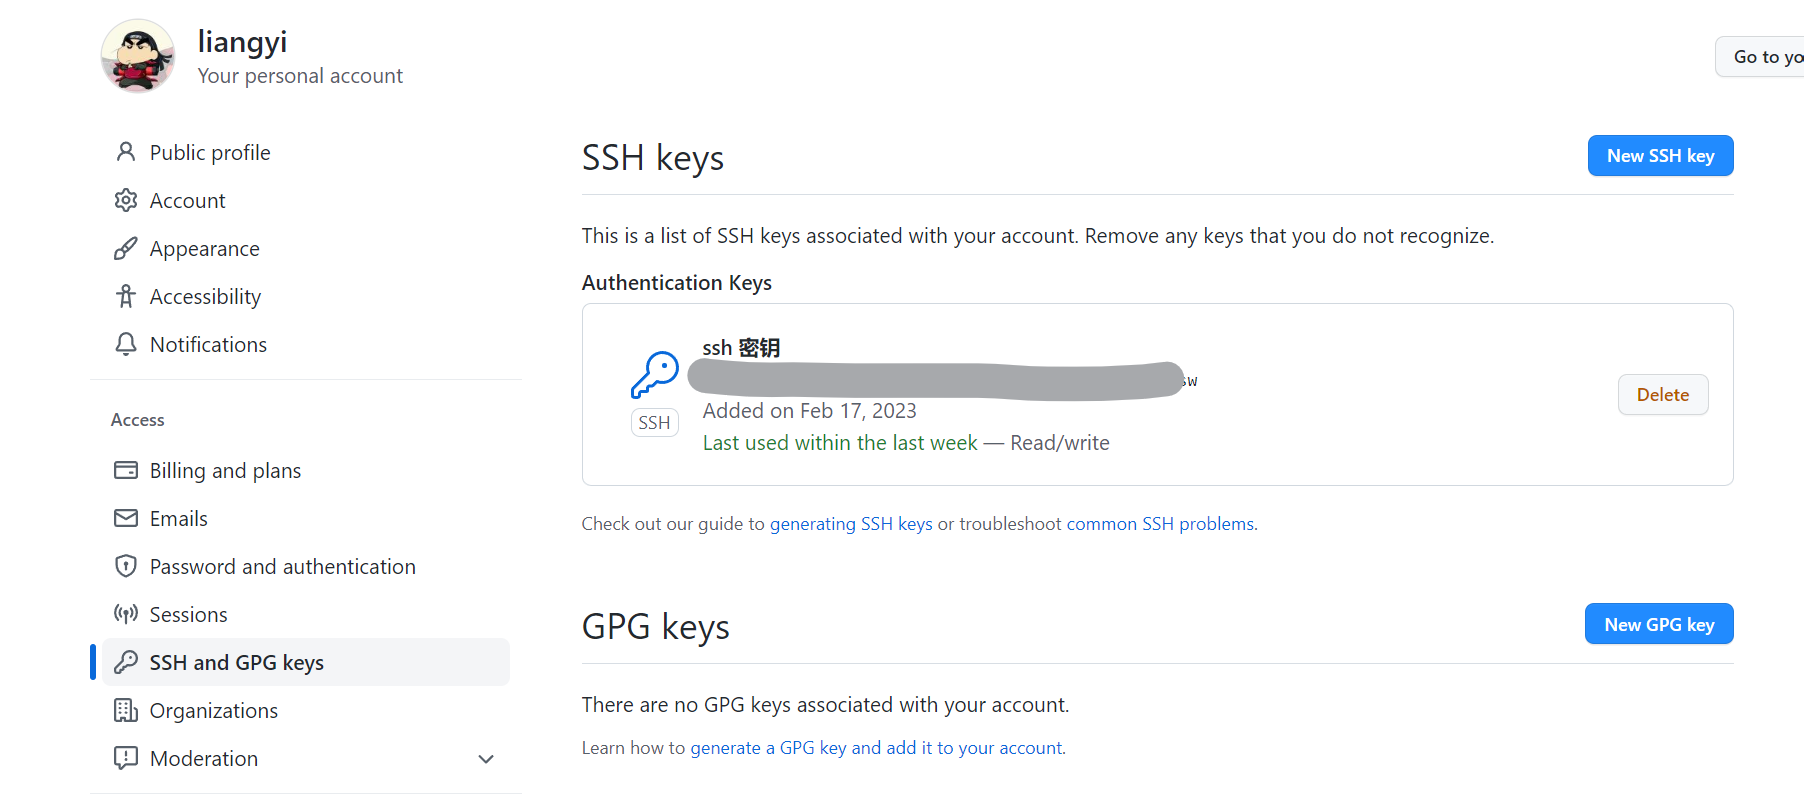 liangyi
Your personal account
Go to yo
Public profile
Account
Appearance
Accessibility
Notifications
Access
Billing and plans
Emails
Password and authentication
Sessions
SSH and GPG keys
Organizations
Moderation
SSH keys
New SSH key
This is a list of SSH keys associated with your account. Remove any keys that you do not recognize.
Authentication Keys
ssh 密钥
SSH
Added on Feb 17, 2023
Last used within the last week — Read/write
Delete
Check out our guide to generating SSH keys or troubleshoot common SSH problems.
GPG keys
New GPG key
There are no GPG keys associated with your account.
Learn how to generate a GPG key and add it to your account.